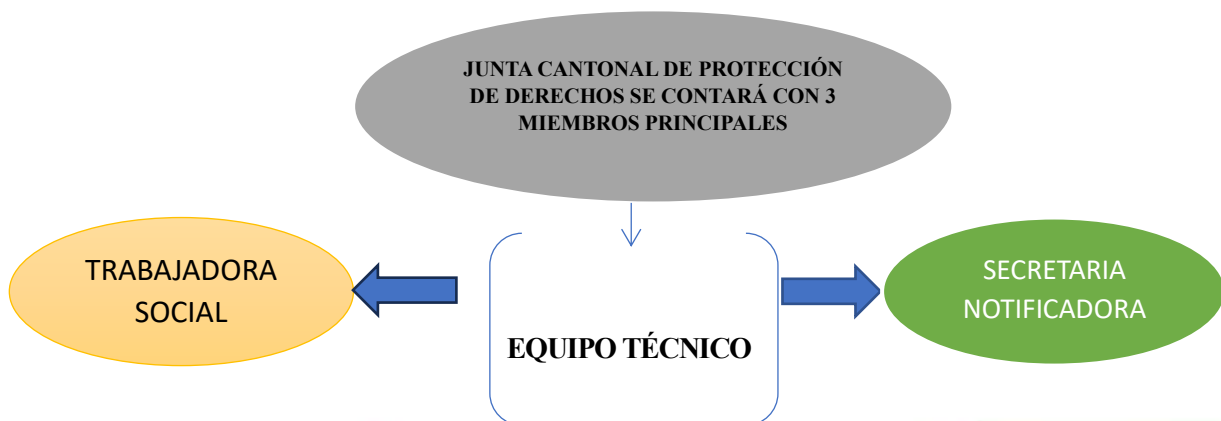 JUNTA CANTONAL DE PROTECCIÓN
DE DERECHOS SE CONTARÁ CON 3
MIEMBROS PRINCIPALES
TRABAJADORA
SOCIAL
EQUIPO TÉCNICO
SECRETARIA
NOTIFICADORA